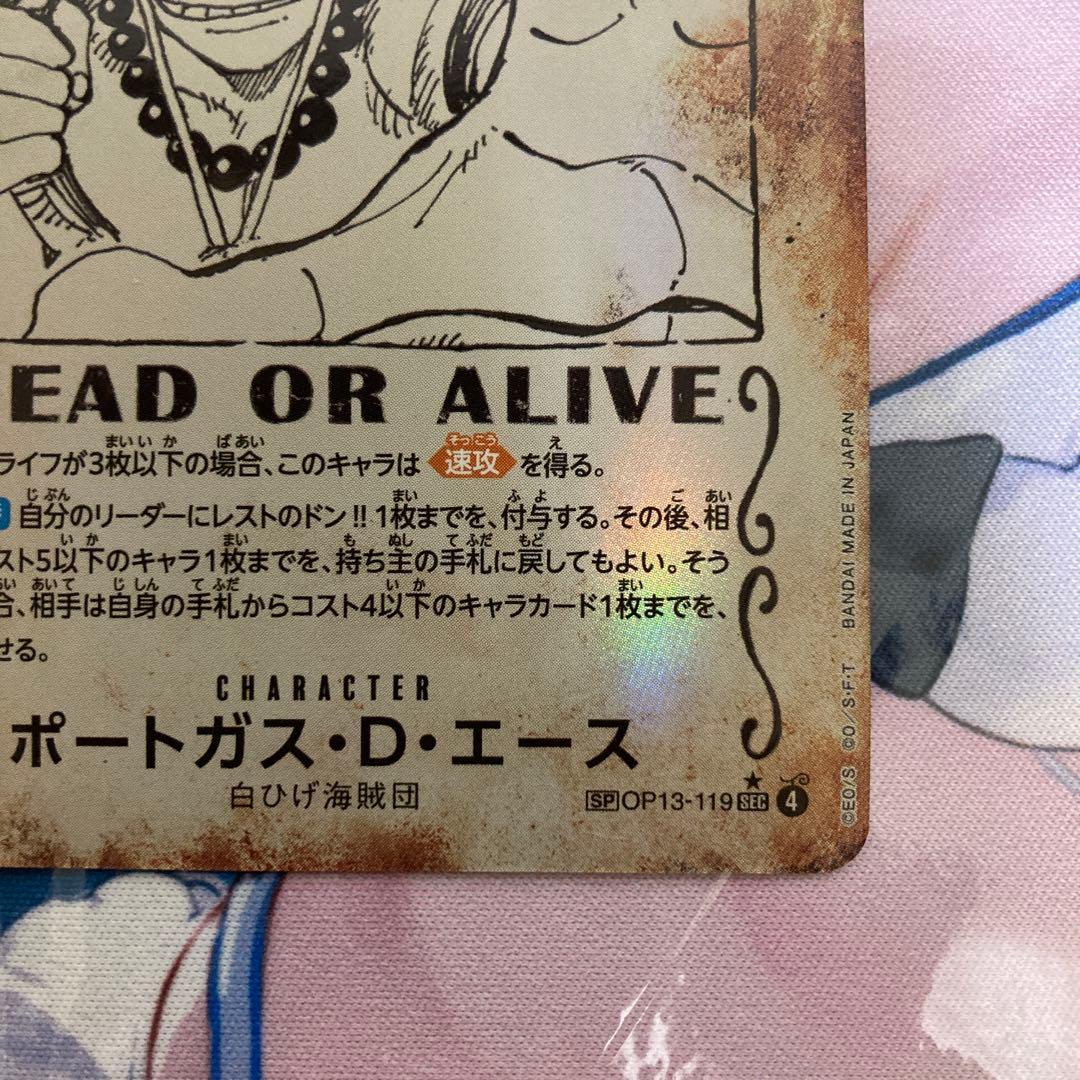 EAD OR ALIVE
ライフが3枚以下の場合、このキャラは 速攻 を得る。
自分のリーダーにレストのドン!!1枚までを、付与する。その後、相
スト5以下のキャラ1枚までを、持ち主の手札に戻してもよい。そう
合、相手は自身の手札からコスト4以下のキャラカード1枚までを、
せる。
CHARACTER
ポートガス・D・エース
白ひげ海賊団
SP OP13-119 SEC ★ 4
©EO/S ©O/S・F・T BANDAI MADE IN JAPAN